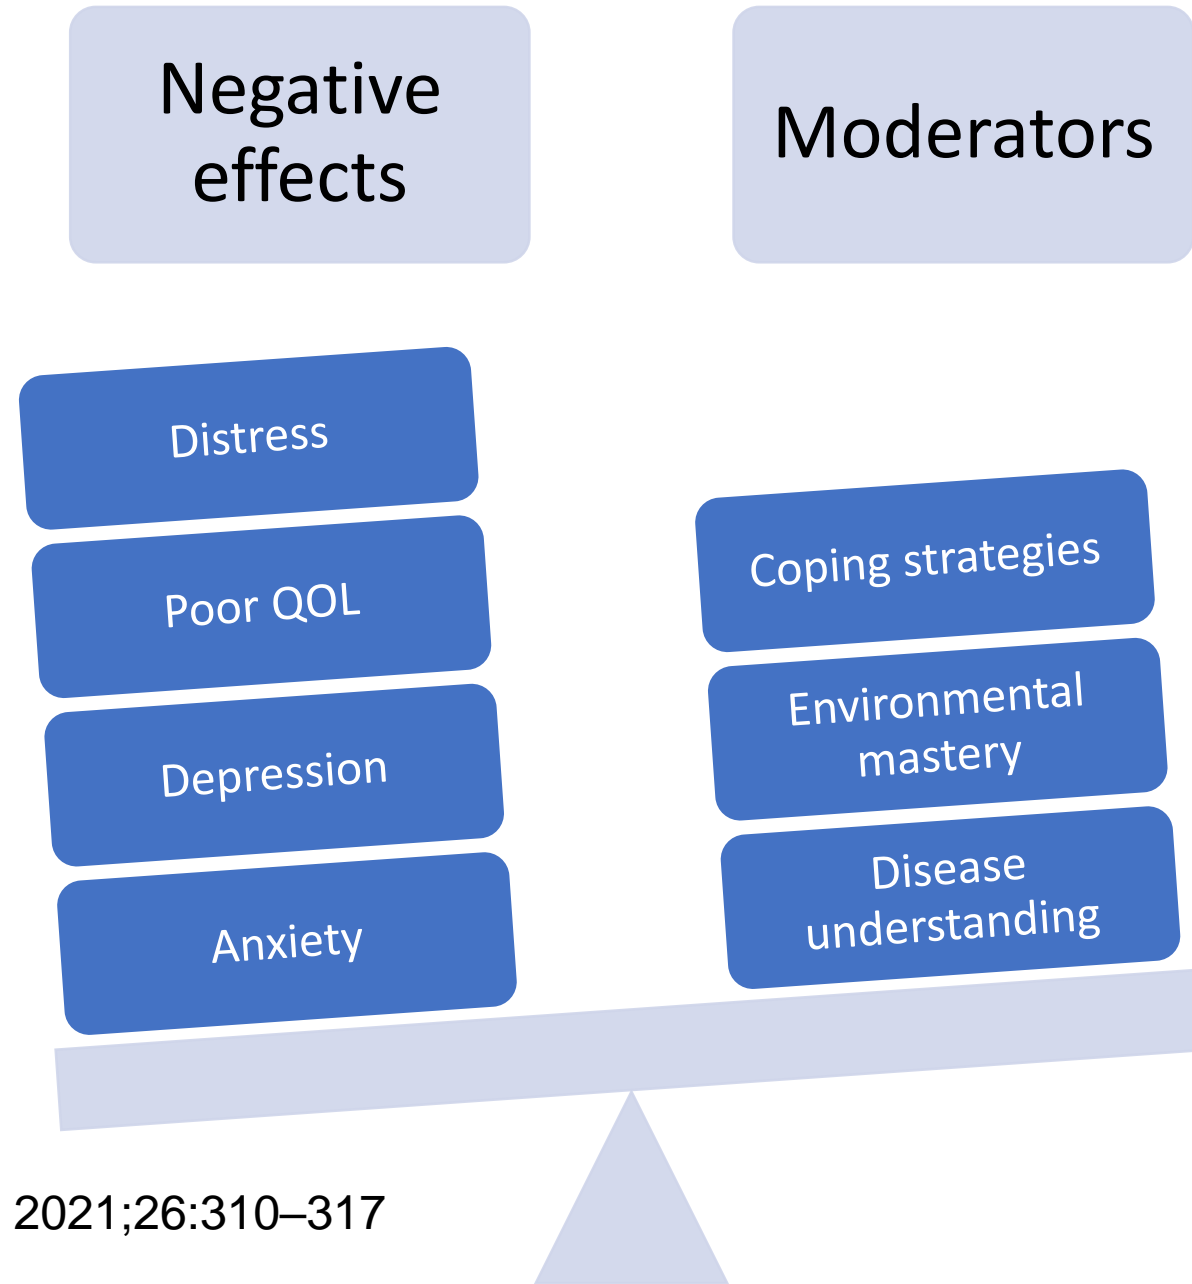 Negative
effects
Moderators
Distress
Poor QOL
Depression
Anxiety
Coping strategies
Environmental
mastery
Disease
understanding
2021;26:310–317